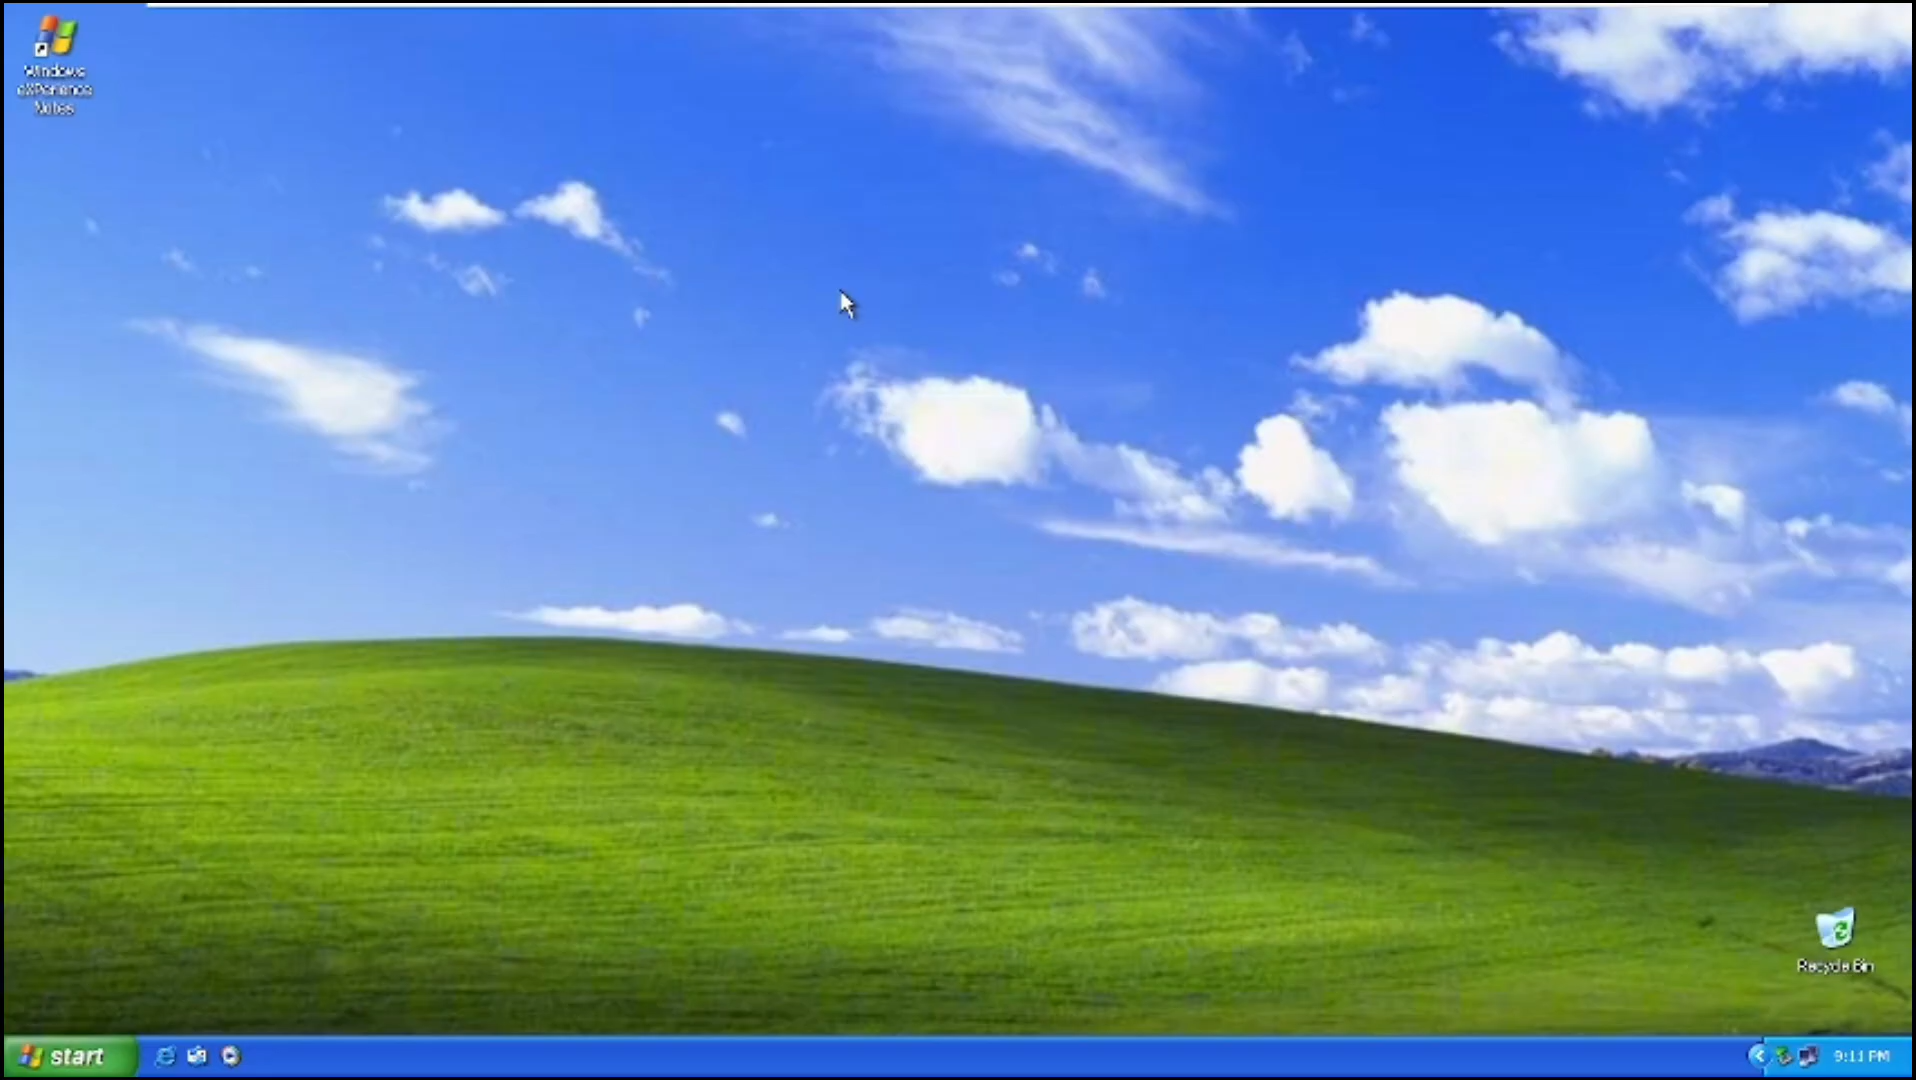 Windows
eXPerience
Notes
Recycle Bin
start
9:11 PM